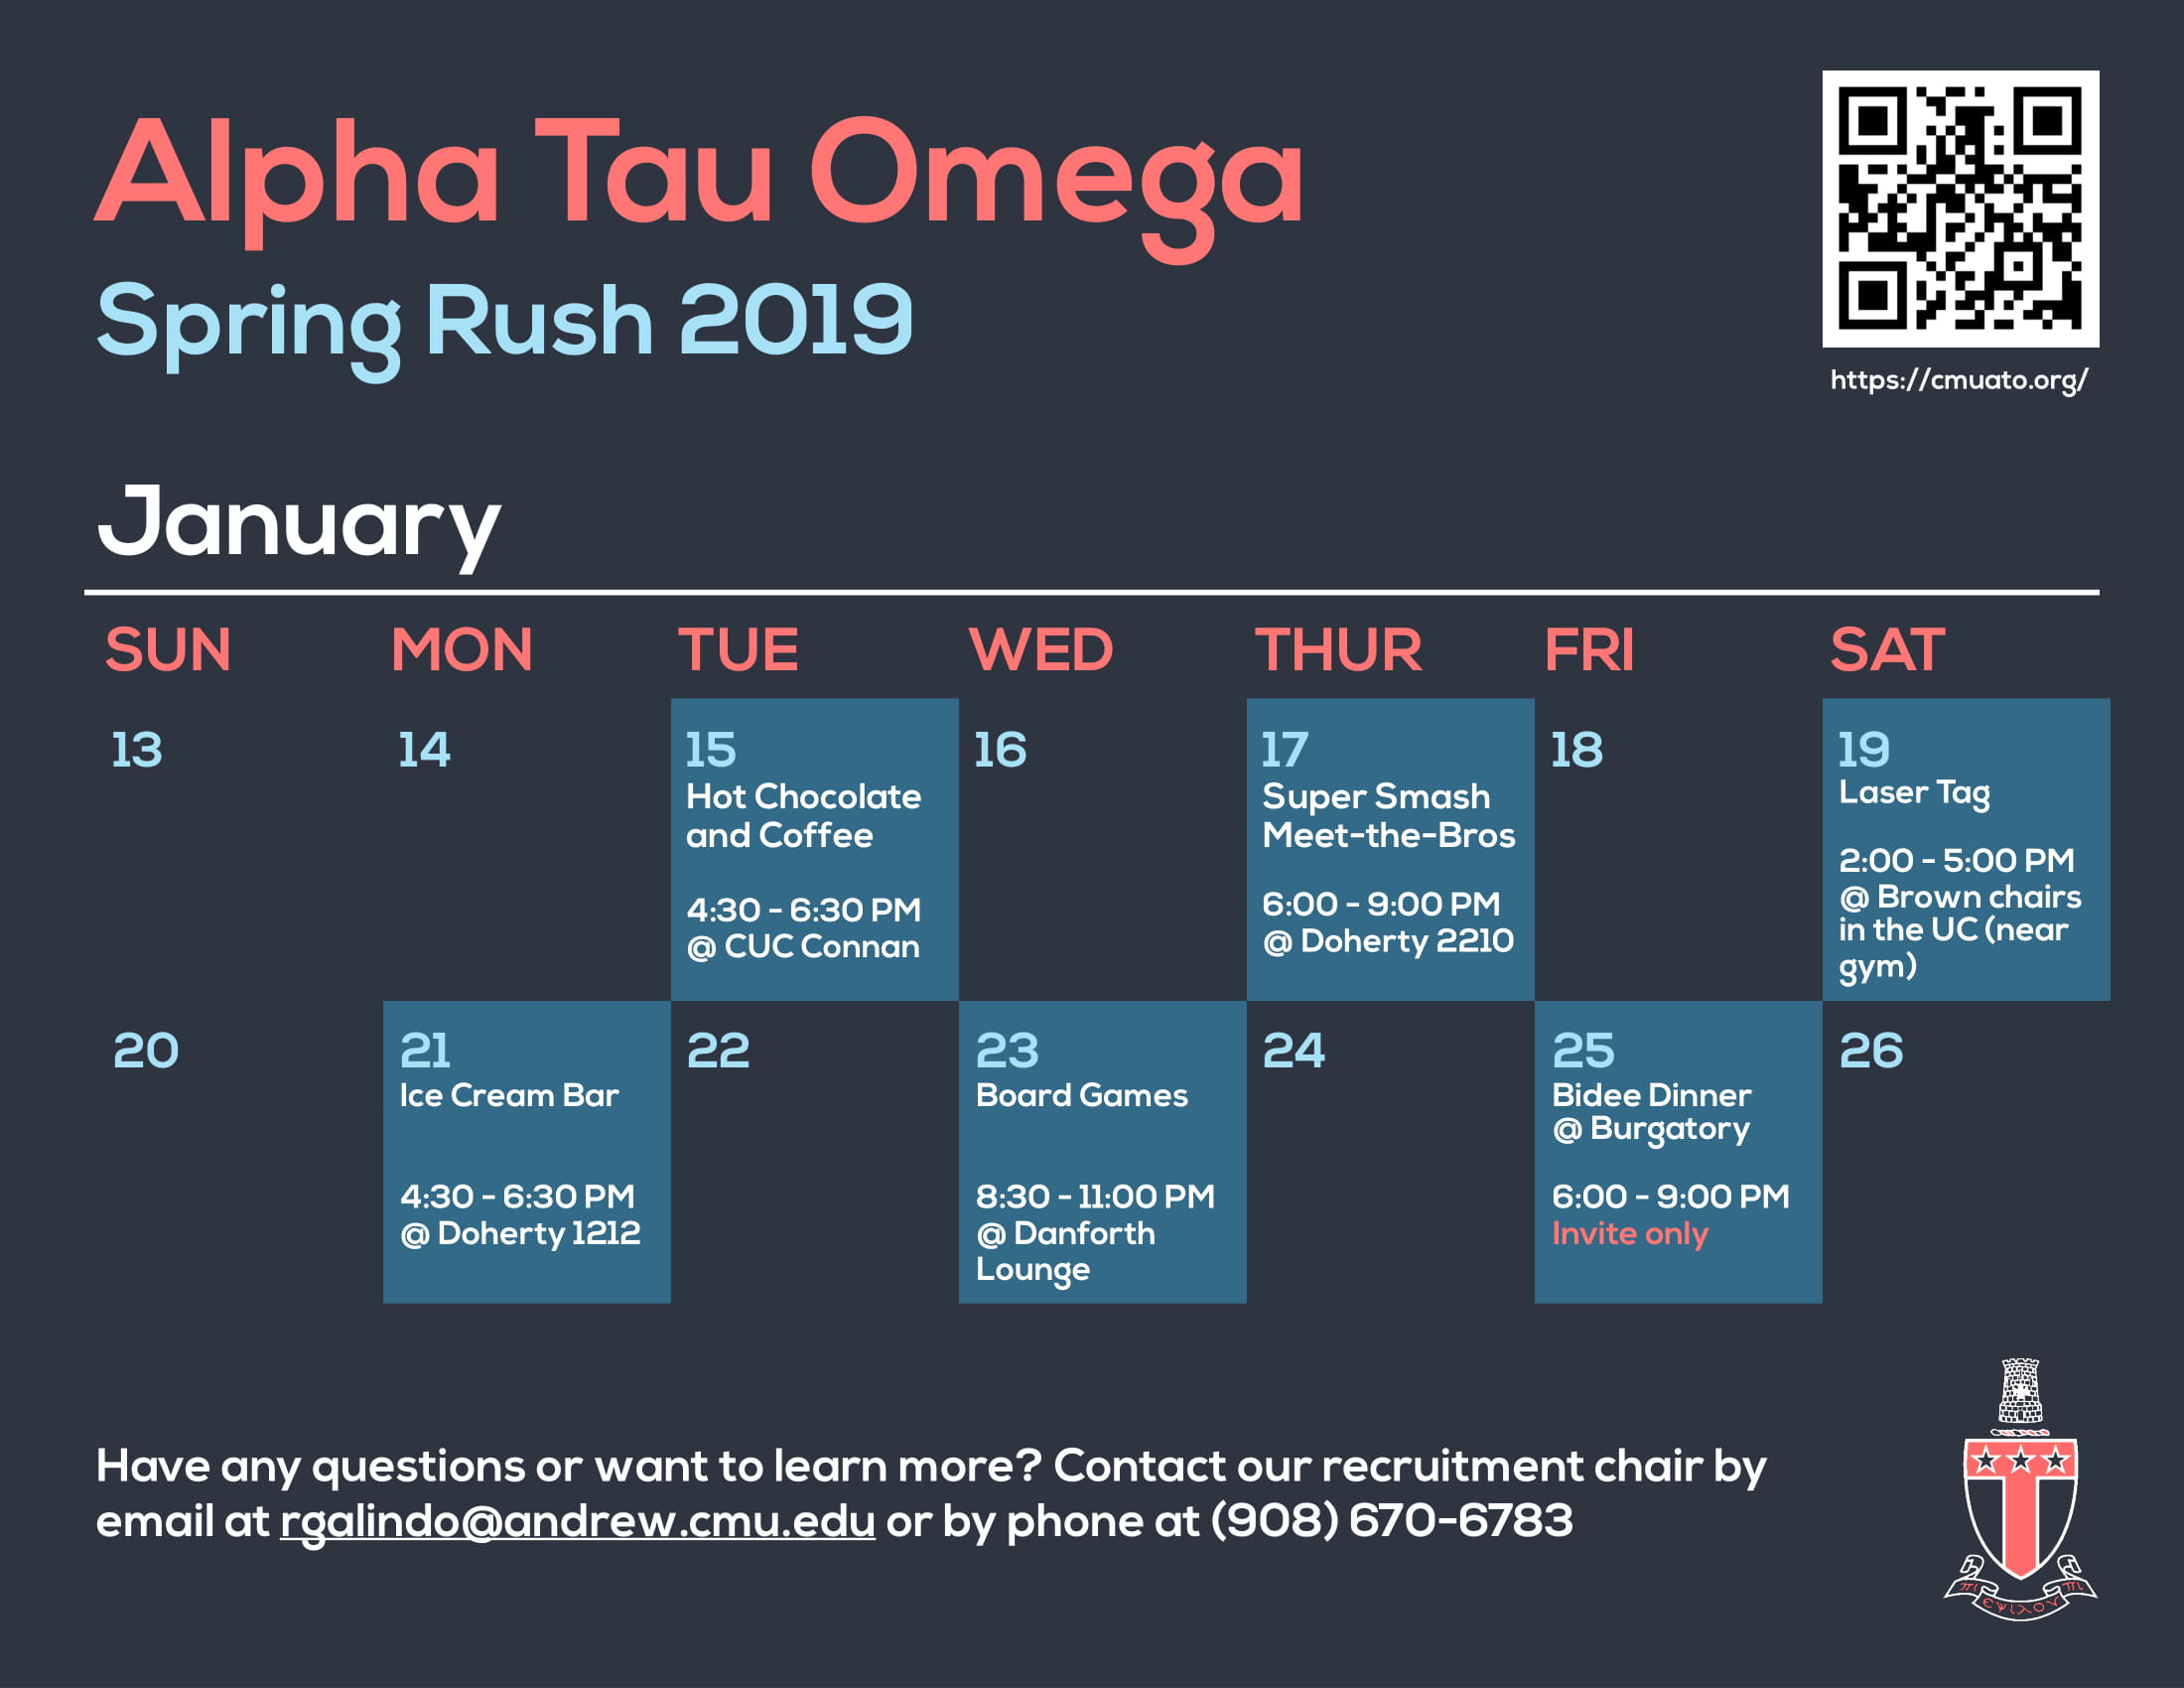 Alpha Tau Omega
Spring Rush 2019
https://cmuato.org/
January
SUN MON TUE WED THUR FRI SAT
13
14
15
Hot Chocolate
and Coffee
4:30 - 6:30 PM
@ CUC Connan
16
17
Super Smash
Meet-the-Bros
6:00 - 9:00 PM
@ Doherty 2210
18
19
Laser Tag
2:00 - 5:00 PM
@ Brown chairs
in the UC (near
gym)
20
21
Ice Cream Bar
4:30 - 6:30 PM
@ Doherty 1212
22
23
Board Games
8:30 - 11:00 PM
@ Danforth
Lounge
24
25
Bidee Dinner
@ Burgatory
6:00 - 9:00 PM
Invite only
26
Have any questions or want to learn more? Contact our recruitment chair by
email at rgalindo@andrew.cmu.edu or by phone at (908) 670-6783